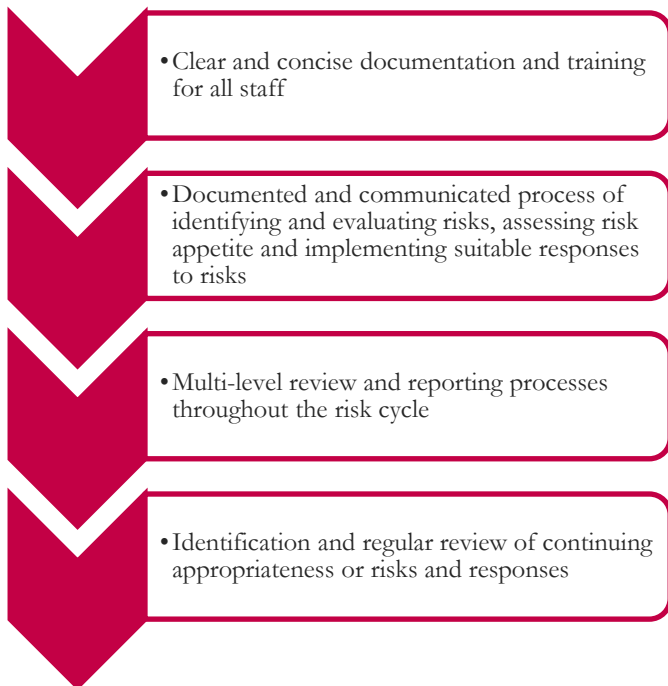 •Clear and concise documentation and training
for all staff
•Documented and communicated process of
identifying and evaluating risks, assessing risk
appetite and implementing suitable responses
to risks
•Multi-level review and reporting processes
throughout the risk cycle
•Identification and regular review of continuing
appropriateness or risks and responses